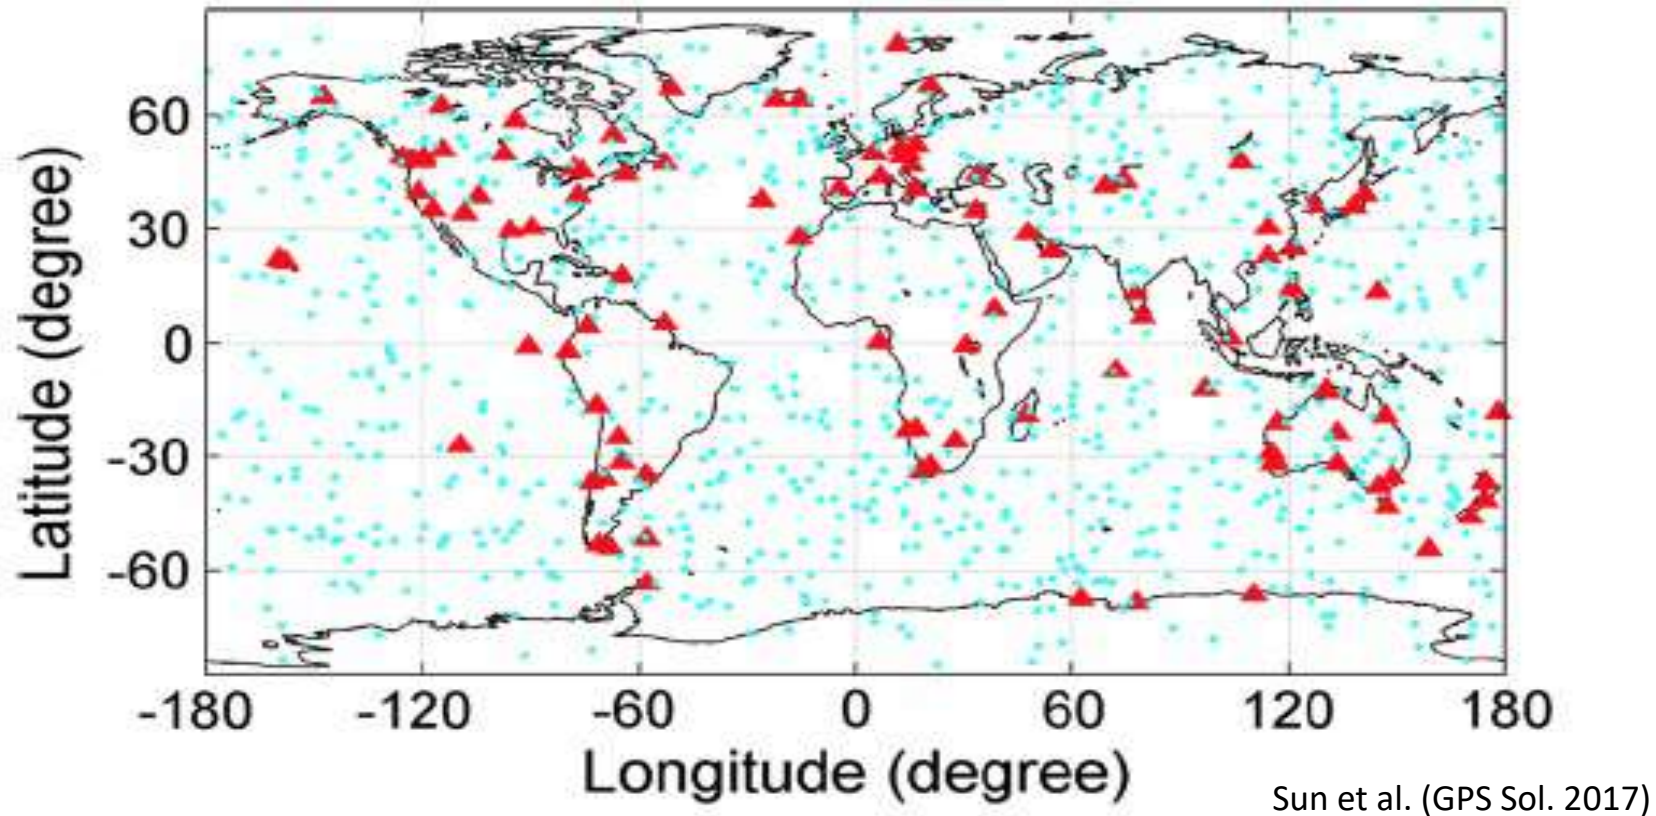 Latitude (degree)
60
30
0
-30
-60
-180 -120 -60 0 60 120 180
Longitude (degree)
Sun et al. (GPS Sol. 2017)